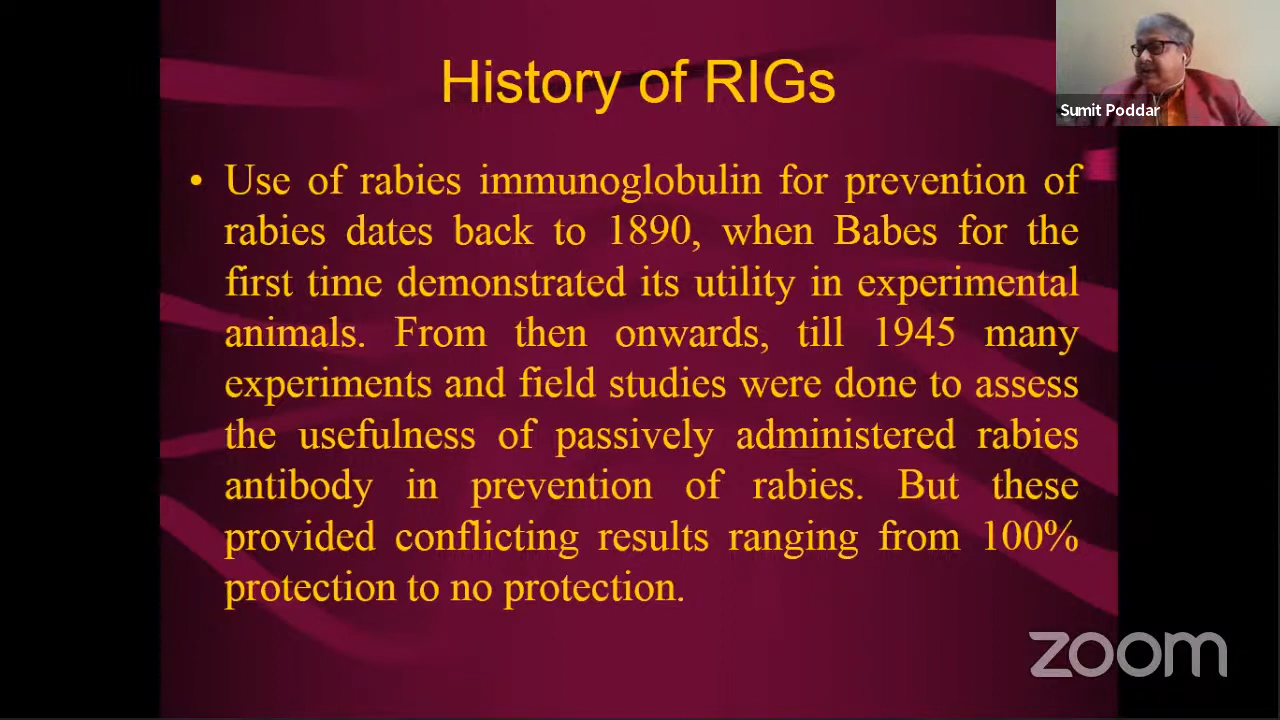 History of RIGs
Sumit Poddar
• Use of rabies immunoglobulin for prevention of
rabies dates back to 1890, when Babes for the
first time demonstrated its utility in experimental
animals. From then onwards, till 1945 many
experiments and field studies were done to assess
the usefulness of passively administered rabies
antibody in prevention of rabies. But these
provided conflicting results ranging from 100%
protection to no protection.
zoom